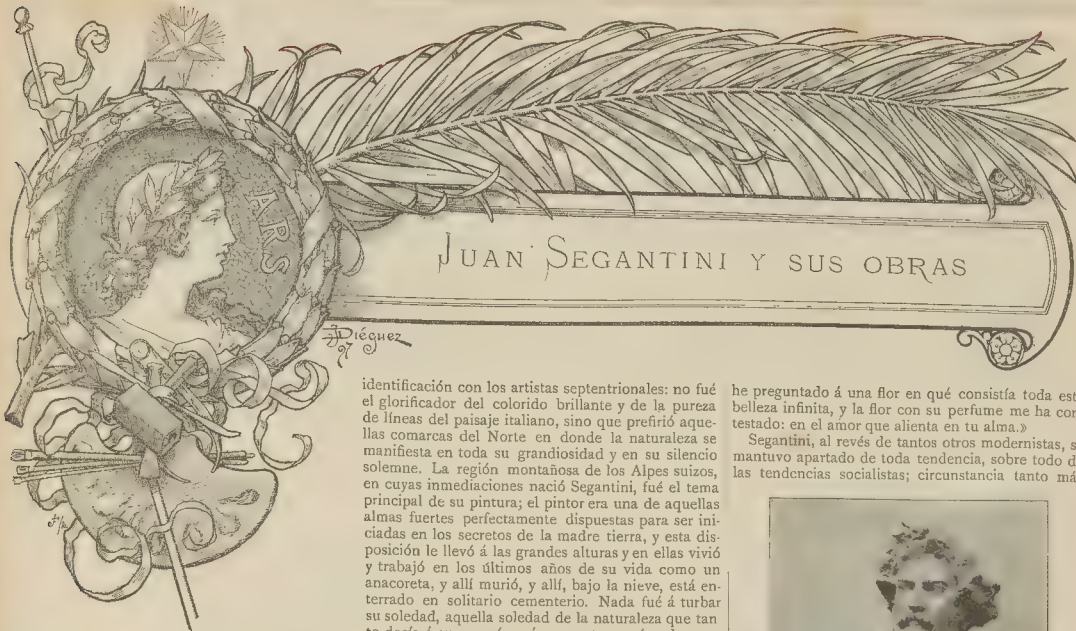 ARS
JUAN SEGANTINI Y SUS OBRAS
J Diéguez
97
identificación con los artistas septentrionales: no fué
el glorificador del colorido brillante y de la pureza
de líneas del paisaje italiano, sino que prefirió aque-
llas comarcas del Norte en donde la naturaleza se
manifiesta en toda su grandiosidad y en su silencio
solemne. La región montañosa de los Alpes suizos,
en cuyas inmediaciones nació Segantini, fué el tema
principal de su pintura; el pintor era una de aquellas
almas fuertes perfectamente dispuestas para ser ini-
ciadas en los secretos de la madre tierra, y esta dis-
posición le llevó á las grandes alturas y en ellas vivió
y trabajó en los últimos años de su vida como un
anacoreta, y allí murió, y allí, bajo la nieve, está en-
terrado en solitario cementerio. Nada fué á turbar
su soledad, aquella soledad de la naturaleza que tan
he preguntado á una flor en qué consistía toda est
belleza infinita, y la flor con su perfume me ha con
testado: en el amor que alienta en tu alma.»
Segantini, al revés de tantos otros modernistas, s
mantuvo apartado de toda tendencia, sobre todo d
las tendencias socialistas; circunstancia tanto má